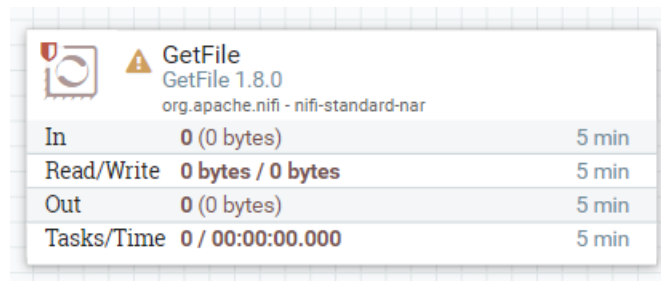 GetFile
GetFile 1.8.0
org.apache.nifi - nifi-standard-nar
In 0 (0 bytes) 5 min
Read/Write 0 bytes / 0 bytes 5 min
Out 0 (0 bytes) 5 min
Tasks/Time 0 / 00:00:00.000 5 min